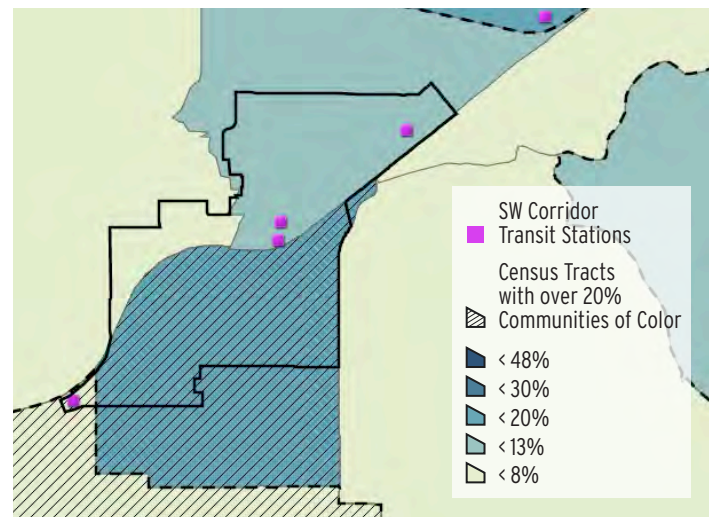 SW Corridor
Transit Stations
Census Tracts
with over 20%
Communities of Color
< 48%
< 30%
< 20%
< 13%
< 8%